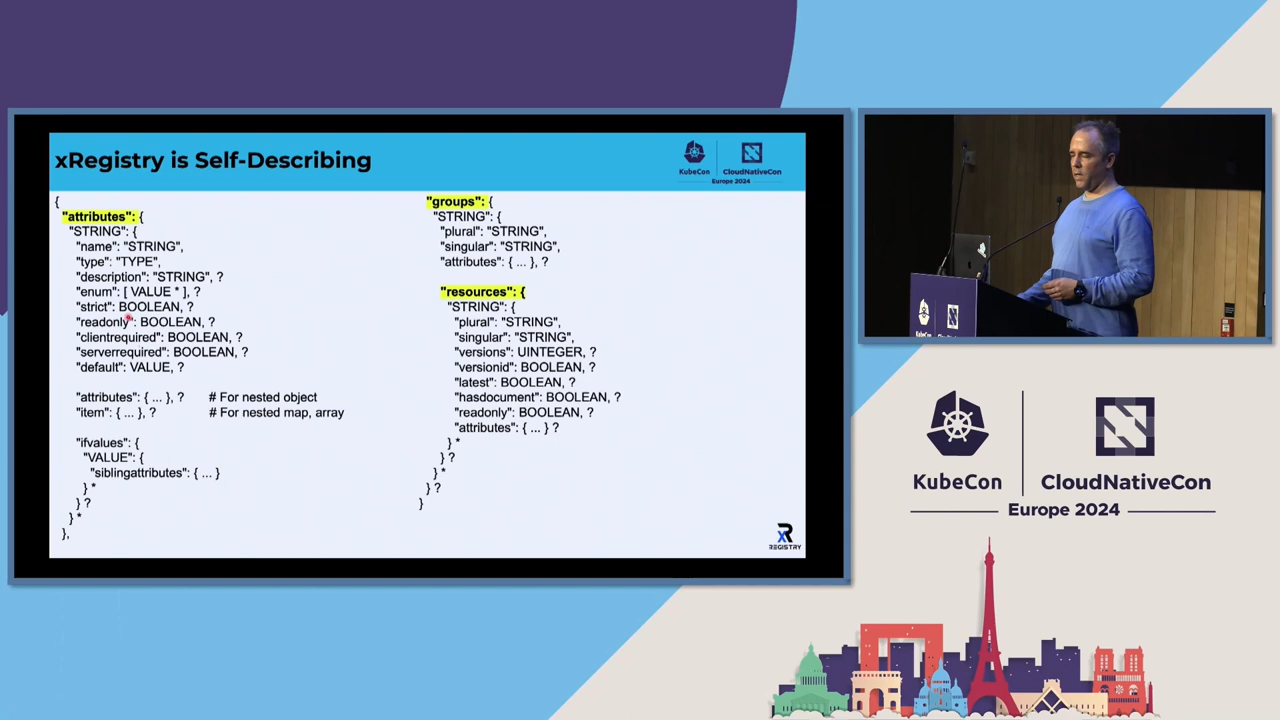 xRegistry is Self-Describing
KubeCon
CloudNativeCon
Europe 2024
{
"attributes": {
"STRING": {
"name": "STRING",
"type": "TYPE",
"description": "STRING", ?
"enum": [ VALUE * ], ?
"strict": BOOLEAN, ?
"readonly": BOOLEAN, ?
"clientrequired": BOOLEAN, ?
"serverrequired": BOOLEAN, ?
"default": VALUE, ?
"attributes": { ... }, ? # For nested object
"item": { ... }, ? # For nested map, array
"ifvalues": {
"VALUE": {
"siblingattributes": { ... }
} *
} ?
} *
},
"groups": {
"STRING": {
"plural": "STRING",
"singular": "STRING",
"attributes": { ... }, ?
"resources": {
"STRING": {
"plural": "STRING",
"singular": "STRING",
"versions": UINTEGER, ?
"versionid": BOOLEAN, ?
"latest": BOOLEAN, ?
"hasdocument": BOOLEAN, ?
"readonly": BOOLEAN, ?
"attributes": { ... } ?
} *
} ?
} *
} ?
}
xR
REGISTRY
KubeCon
CloudNativeCon
Europe 2024